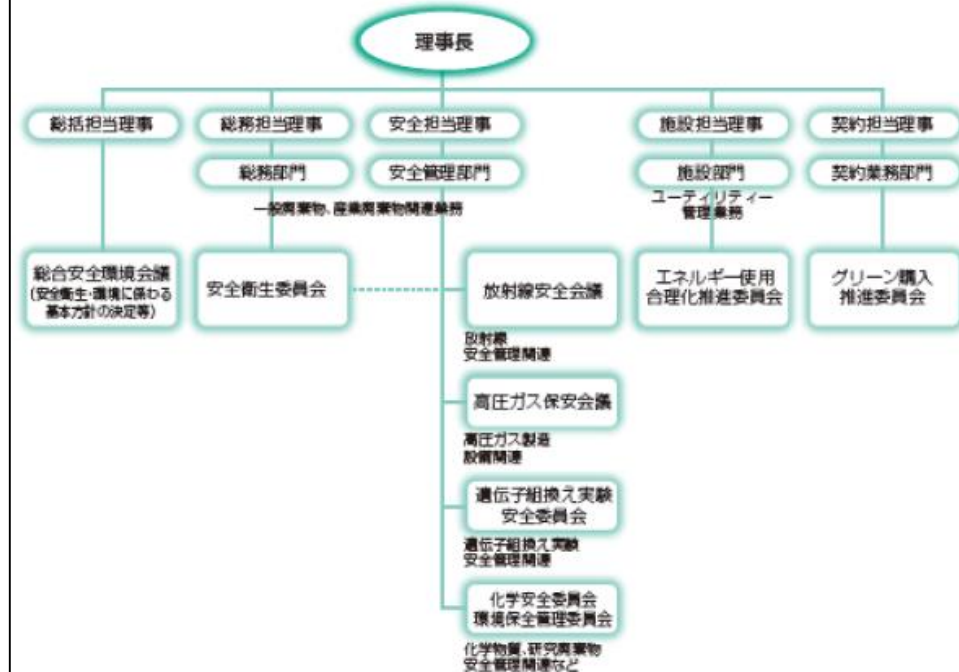 理事長
総括担当理事
総務担当理事
安全担当理事
施設担当理事
契約担当理事
総務部門
安全管理部門
施設部門
契約業務部門
一般廃棄物、産業廃棄物関連業務
ユーティリティー
管理業務
総合安全環境会議
(安全衛生・環境に係わる
基本方針の決定等)
安全衛生委員会
放射線安全会議
エネルギー使用
合理化推進委員会
グリーン購入
推進委員会
放射線
安全管理関連
高圧ガス保安会議
高圧ガス製造
設備関連
遺伝子組換え実験
安全委員会
遺伝子組換え実験
安全管理関連
化学安全委員会
環境保全管理委員会
化学物質、研究廃棄物
安全管理関連など